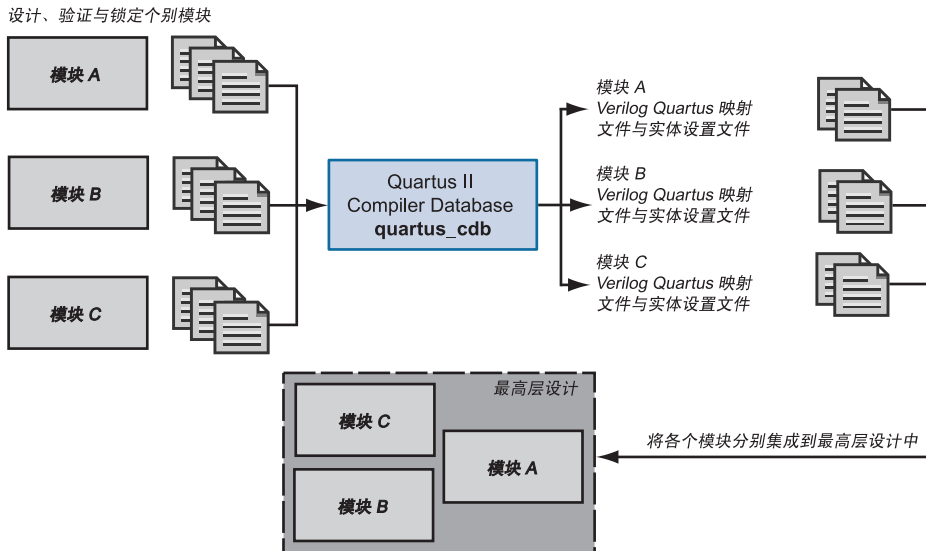 设计、验证与锁定个别模块
模块 A
模块 B
模块 C
Quartus II
Compiler Database
quartus_cdb
模块 A
Verilog Quartus 映射
文件与实体设置文件
模块 B
Verilog Quartus 映射
文件与实体设置文件
模块 C
Verilog Quartus 映射
文件与实体设置文件
最高层设计
模块 C
模块 A
模块 B
将各个模块分别集成到最高层设计中